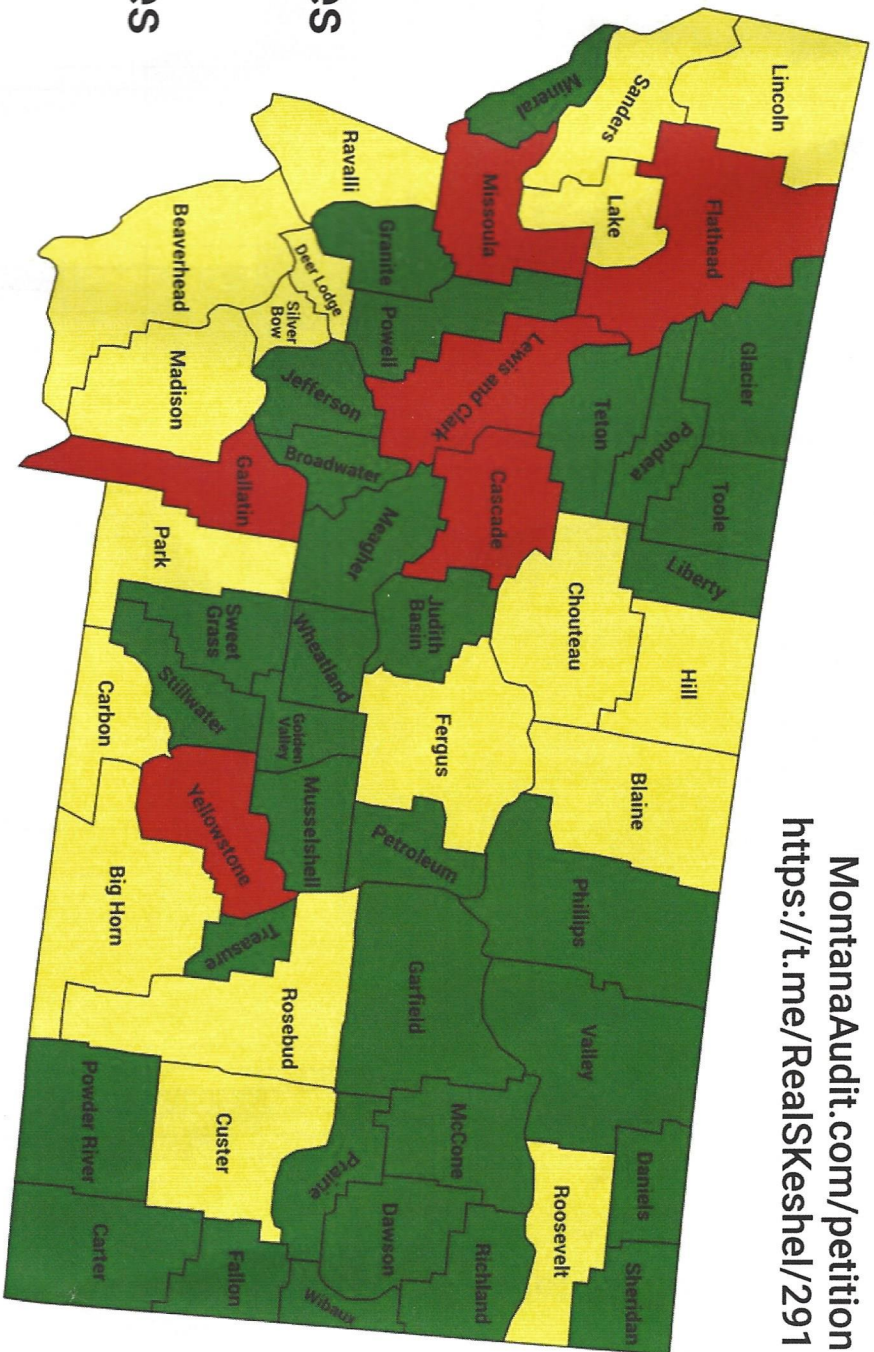 MontanaAudit.com/petition
https://t.me/RealSKeshel/291
Lincoln
Flathead
Glacier
Toole
Liberty
Hill
Blaine
Phillips
Valley
Daniels
Sheridan
Roosevelt
Sanders
Lake
Pondera
Teton
Chouteau
Mineral
Missoula
Lewis and Clark
Cascade
Judith
Basin
Fergus
Petroleum
Garfield
McCone
Richland
Dawson
Prairie
Wibaux
Ravalli
Granite
Powell
Deer Lodge
Silver
Bow
Jefferson
Broadwater
Meagher
Wheatland
Golden
Valley
Musselshell
Rosebud
Treasure
Custer
Fallon
Beaverhead
Madison
Gallatin
Park
Sweet
Grass
Stillwater
Carbon
Yellowstone
Big Horn
Powder River
Carter
es
es